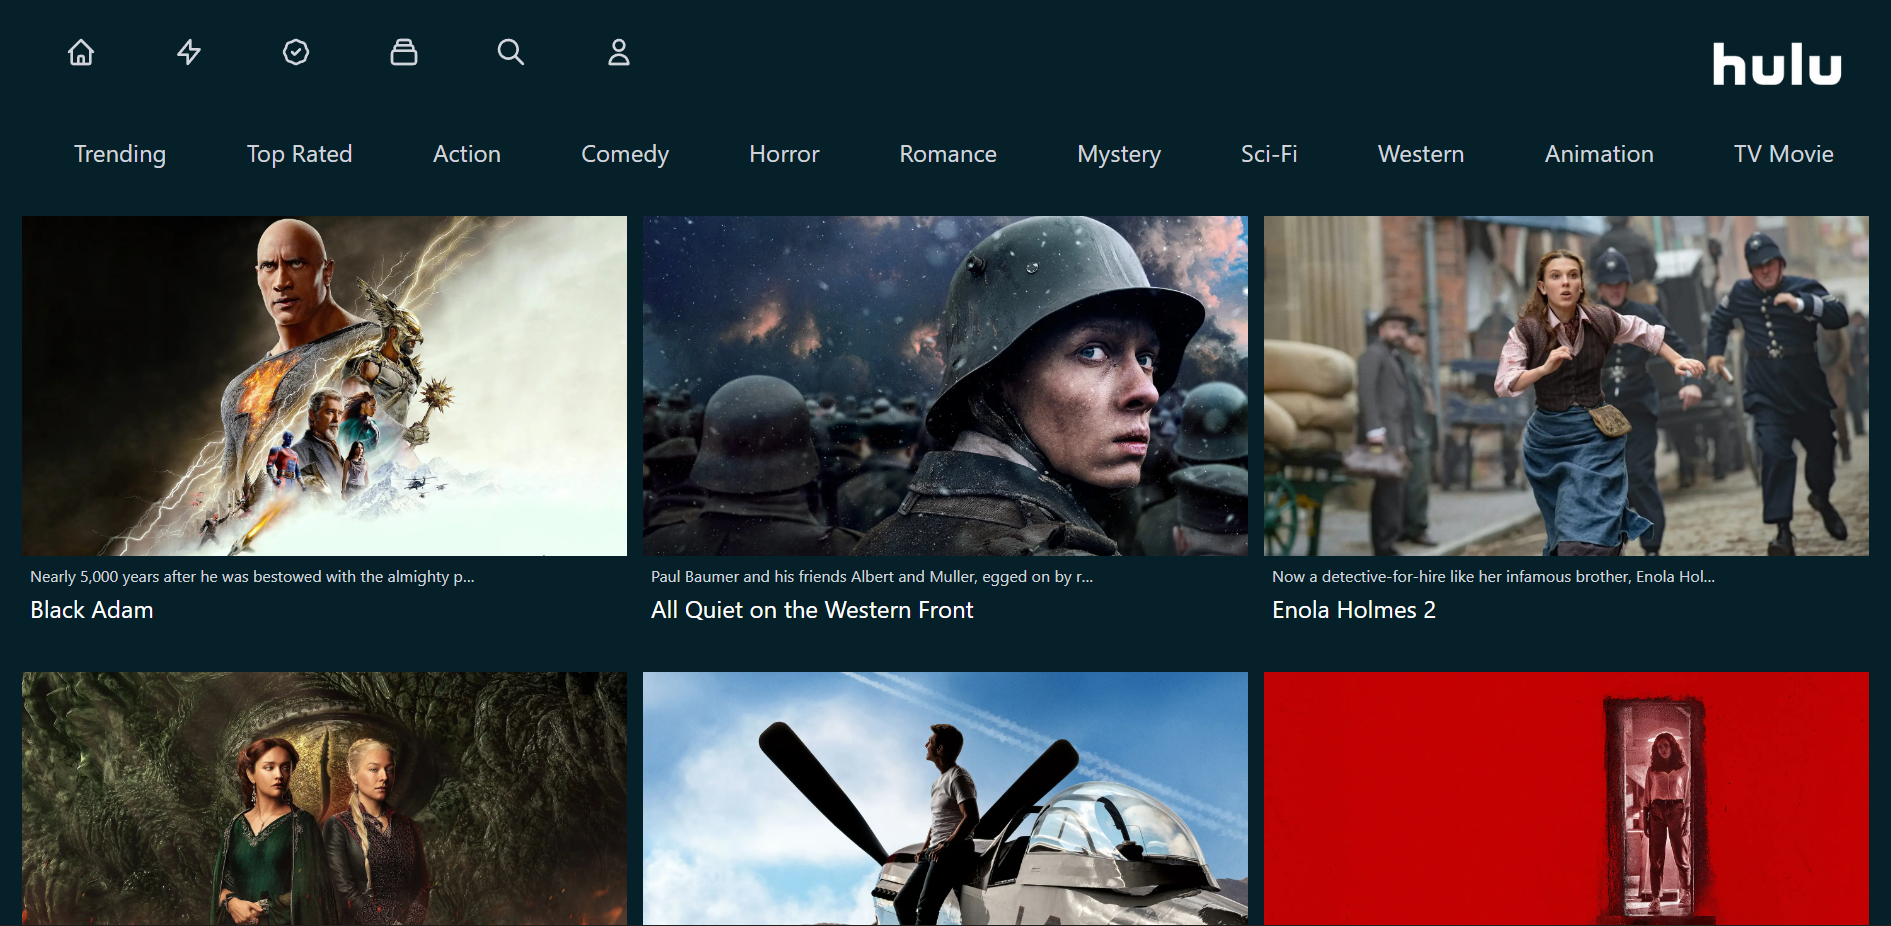 hulu
Trending
Top Rated
Action
Comedy
Horror
Romance
Mystery
Sci-Fi
Western
Animation
TV Movie
Nearly 5,000 years after he was bestowed with the almighty p...
Black Adam
Paul Baumer and his friends Albert and Muller, egged on by r...
All Quiet on the Western Front
Now a detective-for-hire like her infamous brother, Enola Hol...
Enola Holmes 2